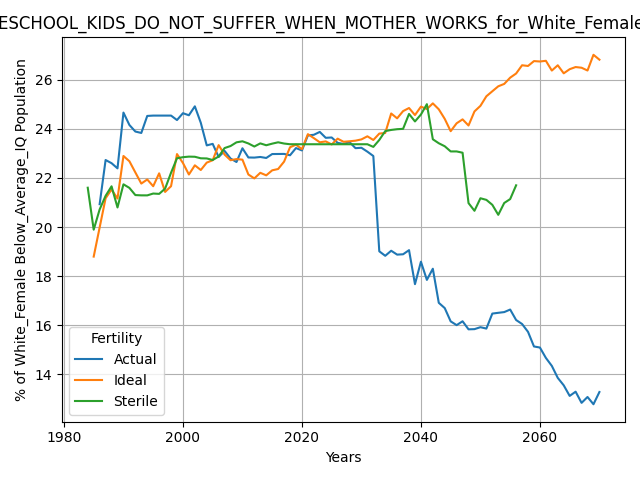 ESCHOOL_KIDS_DO_NOT_SUFFER_WHEN_MOTHER_WORKS_for_White_Female
% of White_Female Below_Average_IQ Population
26
24
22
20
18
16
14
Fertility
Actual
Ideal
Sterile
1980 2000 2020 2040 2060
Years